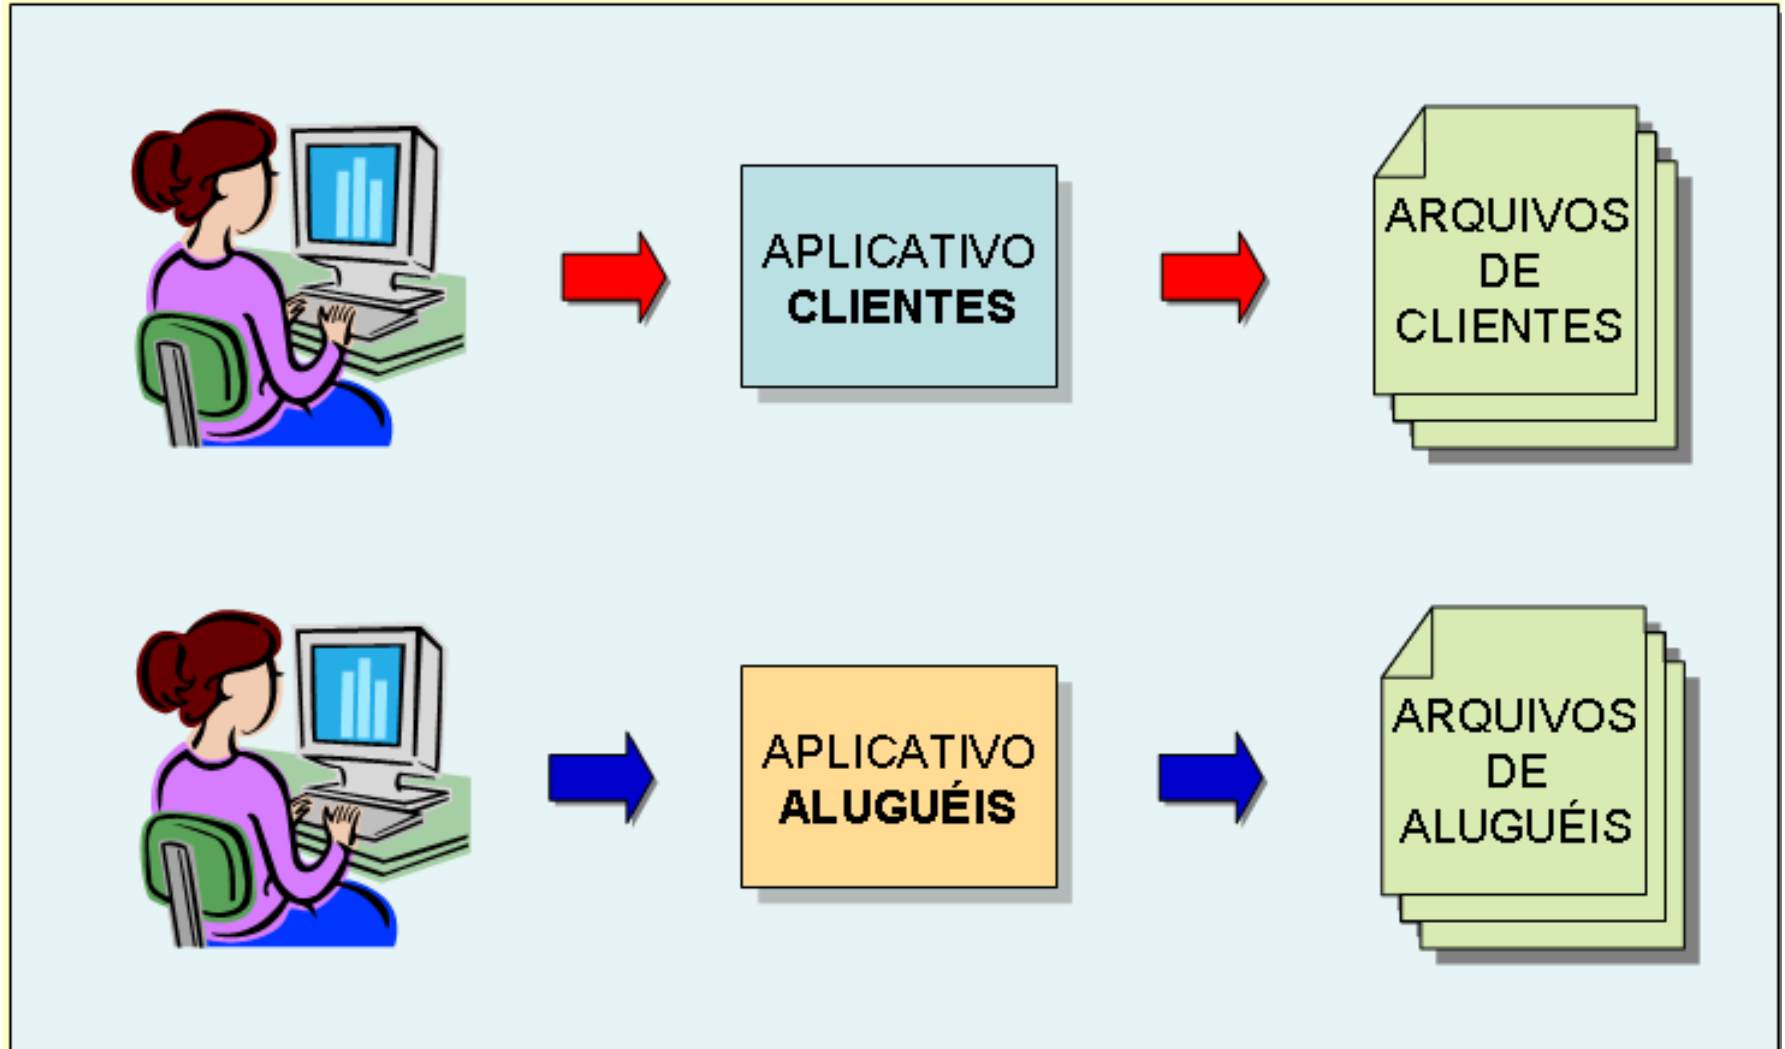 APLICATIVO
CLIENTES
ARQUIVOS
DE
CLIENTES
APLICATIVO
ALUGUÉIS
ARQUIVOS
DE
ALUGUÉIS